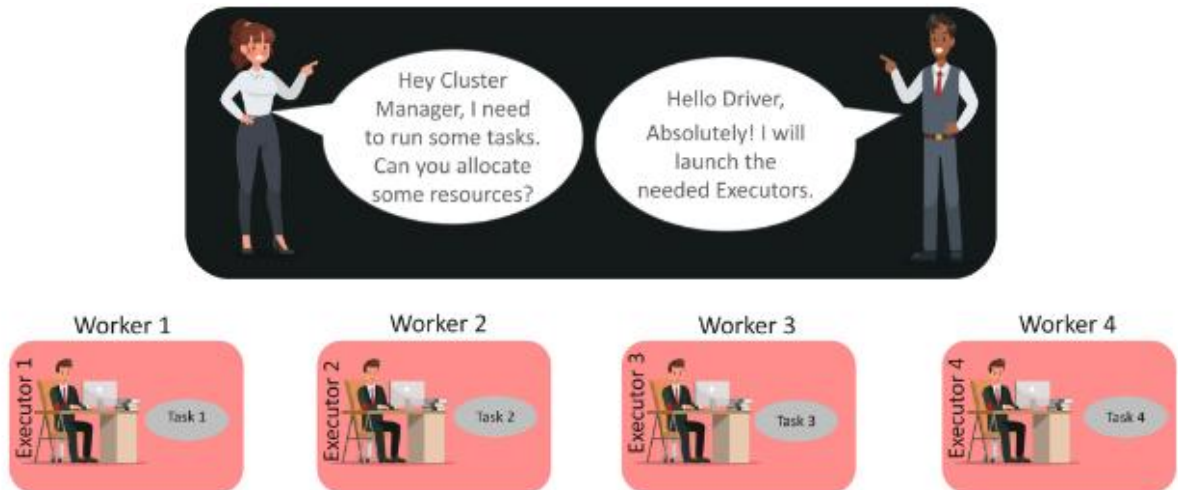 Hey Cluster
Manager, I need
to run some tasks.
Can you allocate
some resources?
Hello Driver,
Absolutely! I will
launch the
needed Executors.
Worker 1
Executor 1
Task 1
Worker 2
Executor 2
Task 2
Worker 3
Executor 3
Task 3
Worker 4
Executor 4
Task 4